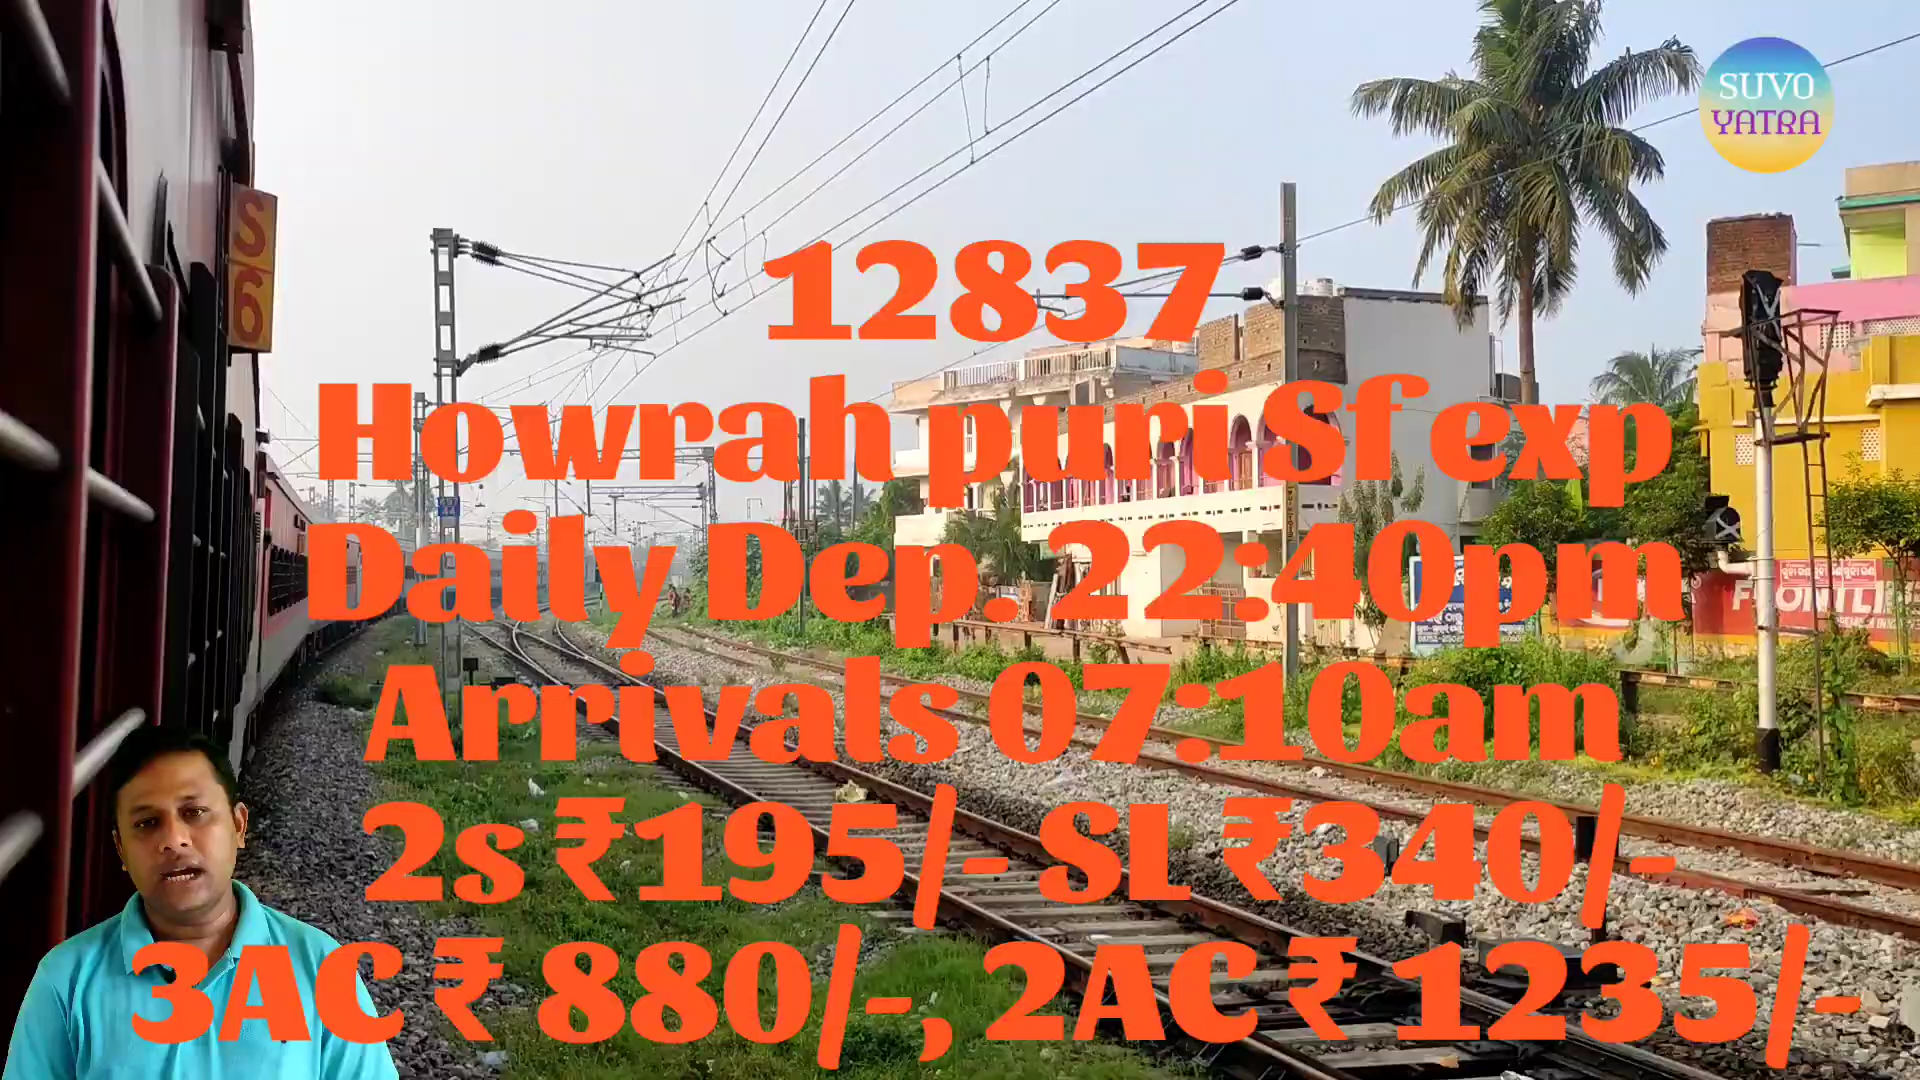 SUVO
YATRA
S6
12837
Howrah puri Sf exp
Daily Dep. 22:40pm
Arrivals 07:10am
2s ₹195/- SL ₹340/-
3AC ₹ 880/-, 2AC ₹ 1235/-